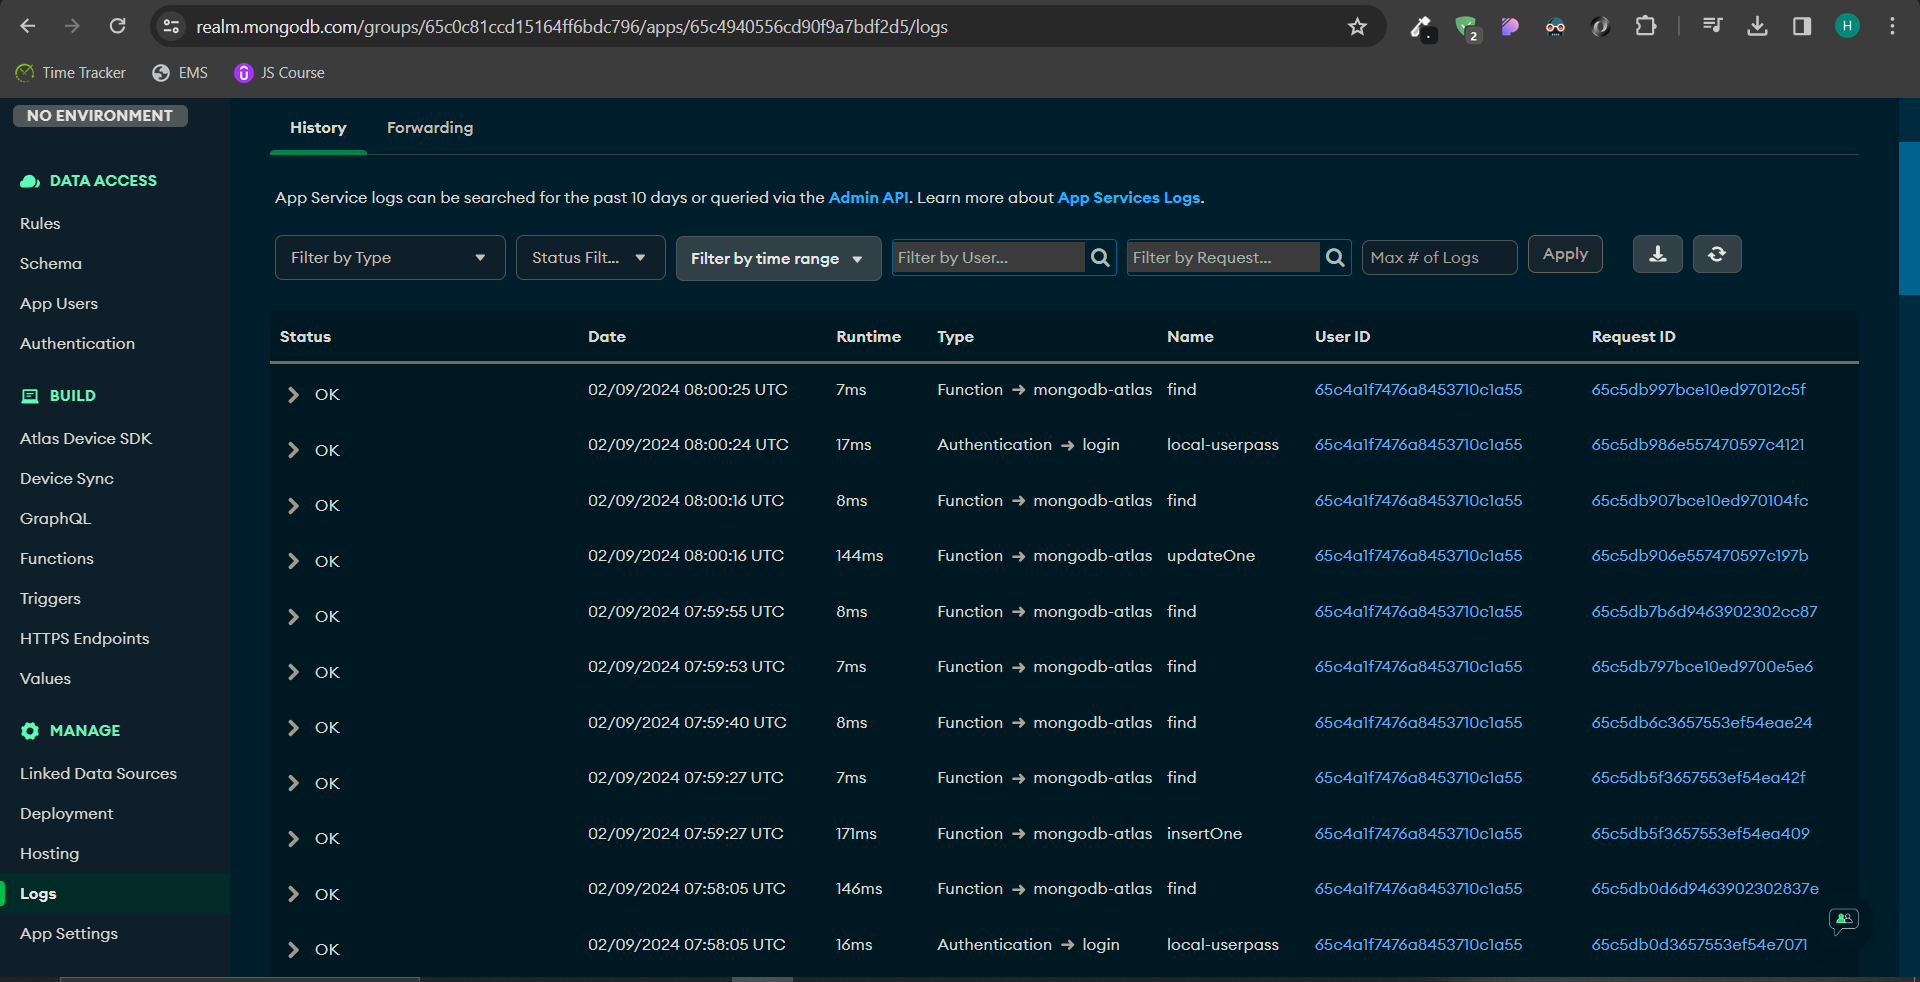 realm.mongodb.com/groups/65c0c81ccd15164ff6bdc796/apps/65c4940556cd90f9a7bdf2d5/logs
2
H
Time Tracker EMS JS Course
NO ENVIRONMENT
DATA ACCESS
Rules
Schema
App Users
Authentication
BUILD
Atlas Device SDK
Device Sync
GraphQL
Functions
Triggers
HTTPS Endpoints
Values
MANAGE
Linked Data Sources
Deployment
Hosting
Logs
App Settings
History Forwarding
App Service logs can be searched for the past 10 days or queried via the Admin API. Learn more about App Services Logs.
Filter by Type Status Filt... Filter by time range Filter by User... Filter by Request... Max # of Logs Apply
Status Date Runtime Type Name User ID Request ID
OK 02/09/2024 08:00:25 UTC 7ms Function → mongodb-atlas find 65c4a1f7476a8453710c1a55 65c5db997bce10ed97012c5f
OK 02/09/2024 08:00:24 UTC 17ms Authentication → login local-userpass 65c4a1f7476a8453710c1a55 65c5db986e557470597c4121
OK 02/09/2024 08:00:16 UTC 8ms Function → mongodb-atlas find 65c4a1f7476a8453710c1a55 65c5db907bce10ed970104fc
OK 02/09/2024 08:00:16 UTC 144ms Function → mongodb-atlas updateOne 65c4a1f7476a8453710c1a55 65c5db906e557470597c197b
OK 02/09/2024 07:59:55 UTC 8ms Function → mongodb-atlas find 65c4a1f7476a8453710c1a55 65c5db7b6d9463902302cc87
OK 02/09/2024 07:59:53 UTC 7ms Function → mongodb-atlas find 65c4a1f7476a8453710c1a55 65c5db797bce10ed9700e5e6
OK 02/09/2024 07:59:40 UTC 8ms Function → mongodb-atlas find 65c4a1f7476a8453710c1a55 65c5db6c3657553ef54eae24
OK 02/09/2024 07:59:27 UTC 7ms Function → mongodb-atlas find 65c4a1f7476a8453710c1a55 65c5db5f3657553ef54ea42f
OK 02/09/2024 07:59:27 UTC 171ms Function → mongodb-atlas insertOne 65c4a1f7476a8453710c1a55 65c5db5f3657553ef54ea409
OK 02/09/2024 07:58:05 UTC 146ms Function → mongodb-atlas find 65c4a1f7476a8453710c1a55 65c5db0d6d9463902302837e
OK 02/09/2024 07:58:05 UTC 16ms Authentication → login local-userpass 65c4a1f7476a8453710c1a55 65c5db0d3657553ef54e7071